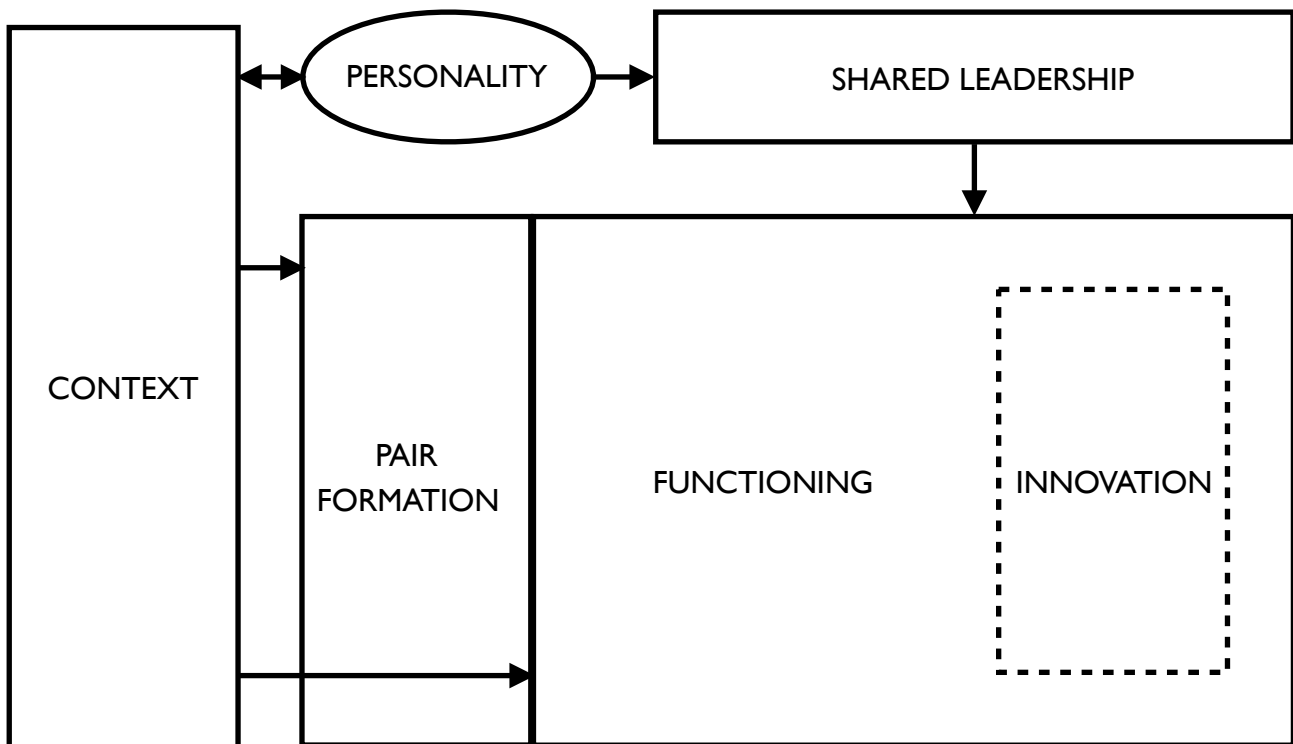 PERSONALITY
SHARED LEADERSHIP
CONTEXT
PAIR
FORMATION
FUNCTIONING
INNOVATION